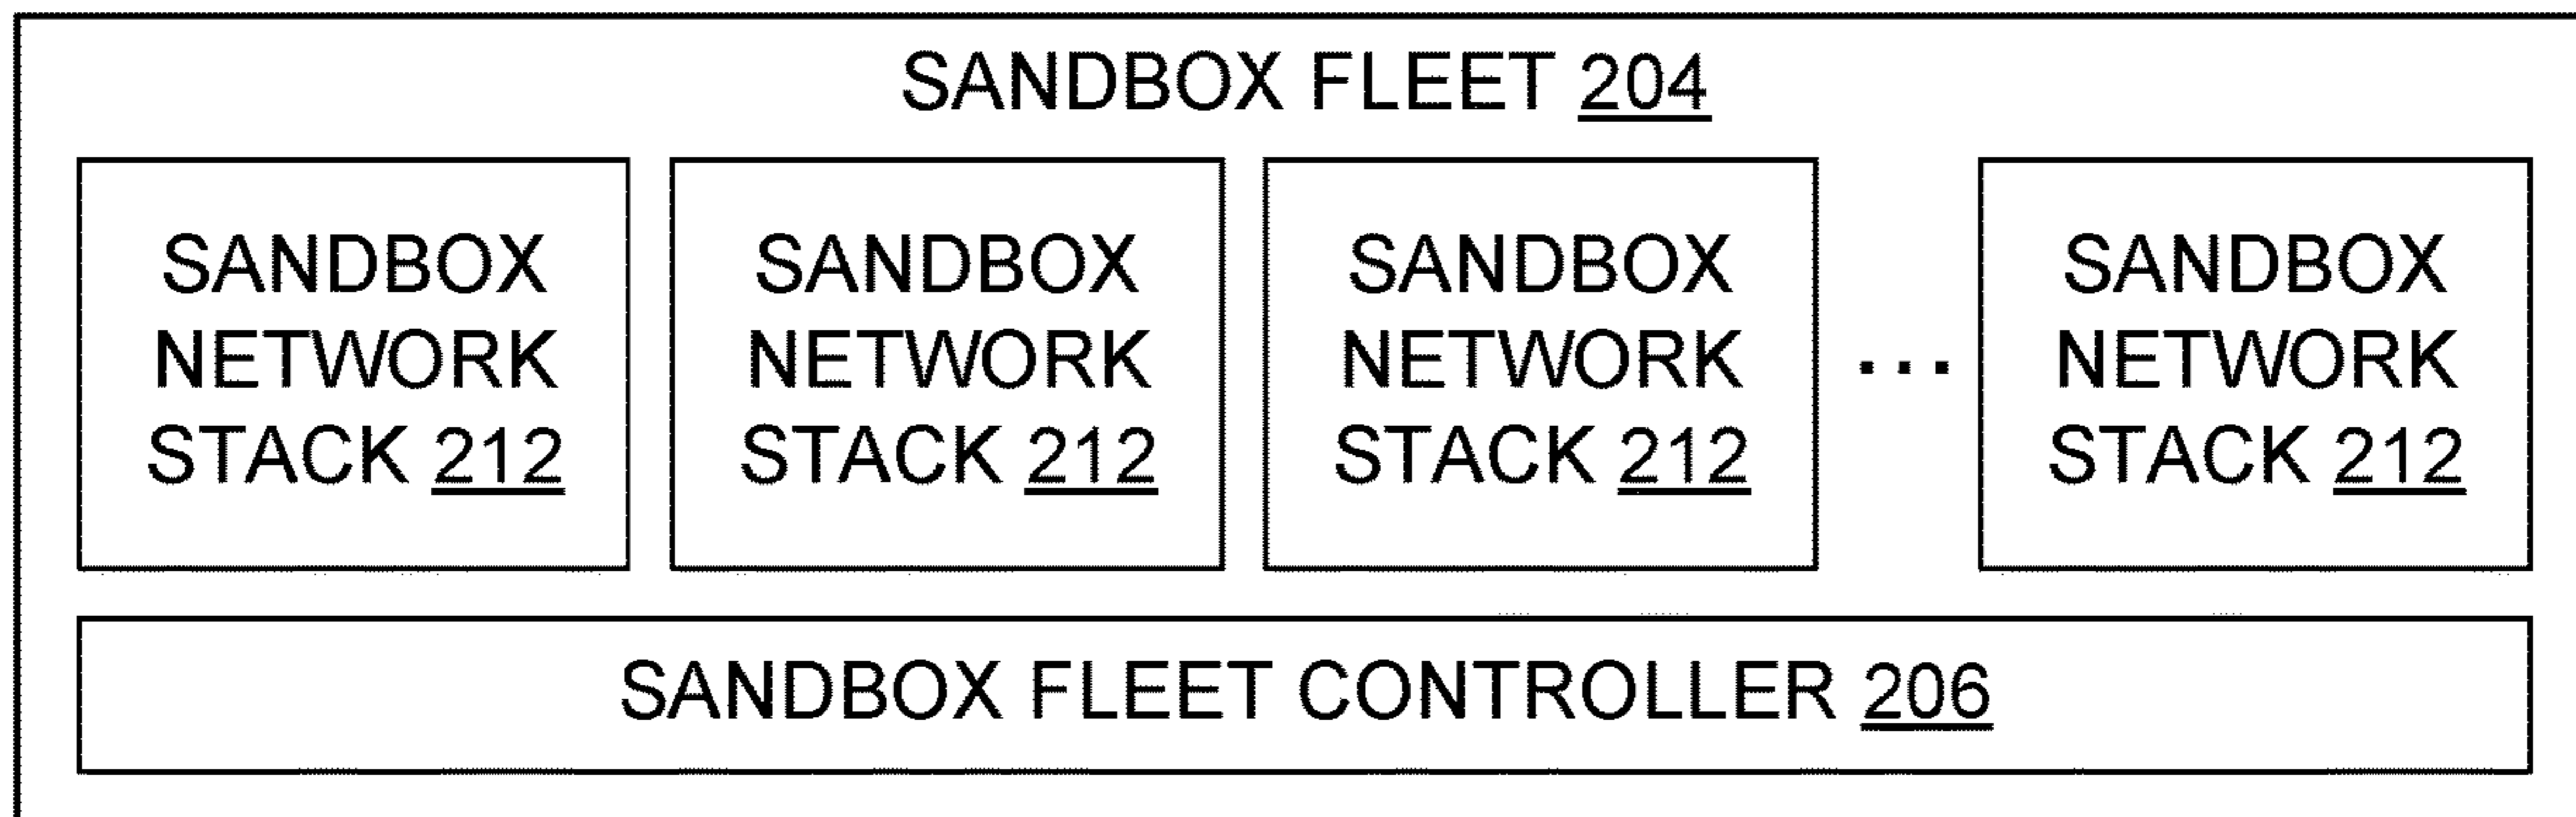 SANDBOX FLEET 204
SANDBOX
NETWORK
STACK 212
SANDBOX
NETWORK
STACK 212
SANDBOX
NETWORK
STACK 212
...
SANDBOX
NETWORK
STACK 212
SANDBOX FLEET CONTROLLER 206